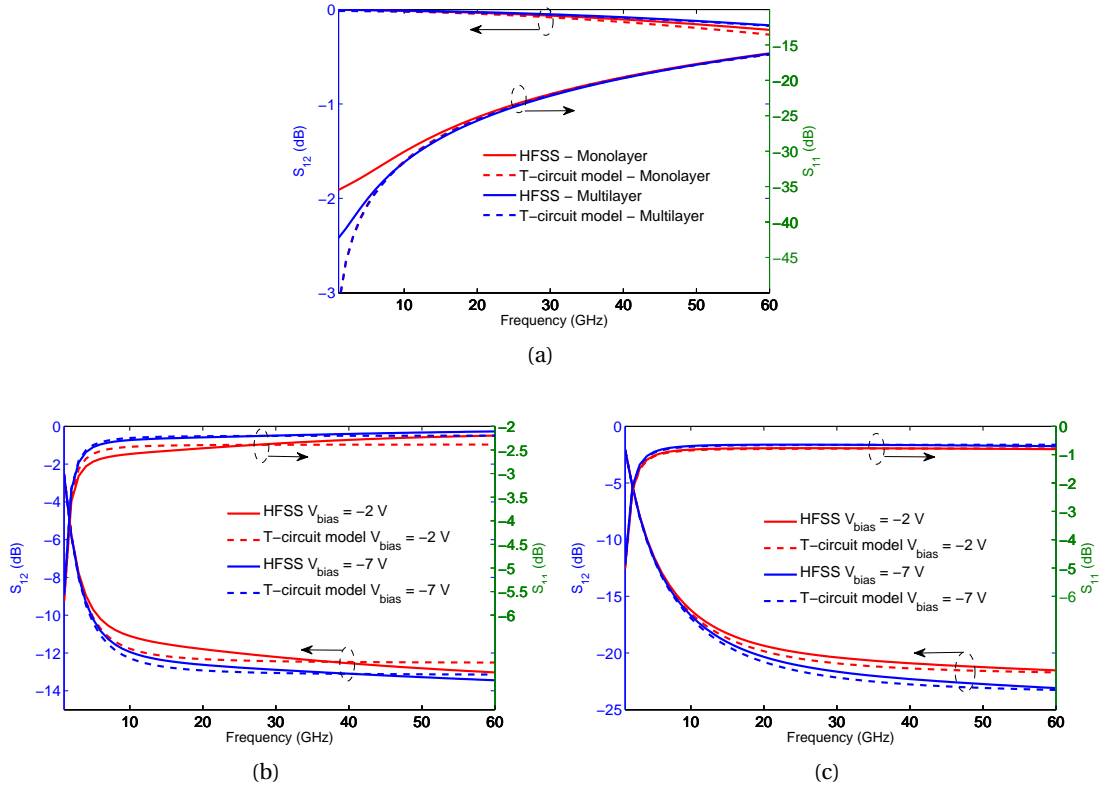 0
−1
−2
−3
S12 (dB)
−15
−20
−25
−30
−35
−40
−45
S11 (dB)
HFSS − Monolayer
T−circuit model − Monolayer
HFSS − Multilayer
T−circuit model − Multilayer
10 20 30 40 50 60
Frequency (GHz)
(a)
0
−2
−4
−6
−8
−10
−12
−14
S12 (dB)
−2
−2.5
−3
−3.5
−4
−4.5
−5
−5.5
−6
S11 (dB)
HFSS Vbias = −2 V
T−circuit model Vbias = −2 V
HFSS Vbias = −7 V
T−circuit model Vbias = −7 V
10 20 30 40 50 60
Frequency (GHz)
(b)
0
−5
−10
−15
−20
−25
S12 (dB)
0
−1
−2
−3
−4
−5
−6
S11 (dB)
HFSS Vbias = −2 V
T−circuit model Vbias = −2 V
HFSS Vbias = −7 V
T−circuit model Vbias = −7 V
10 20 30 40 50 60
Frequency (GHz)
(c)